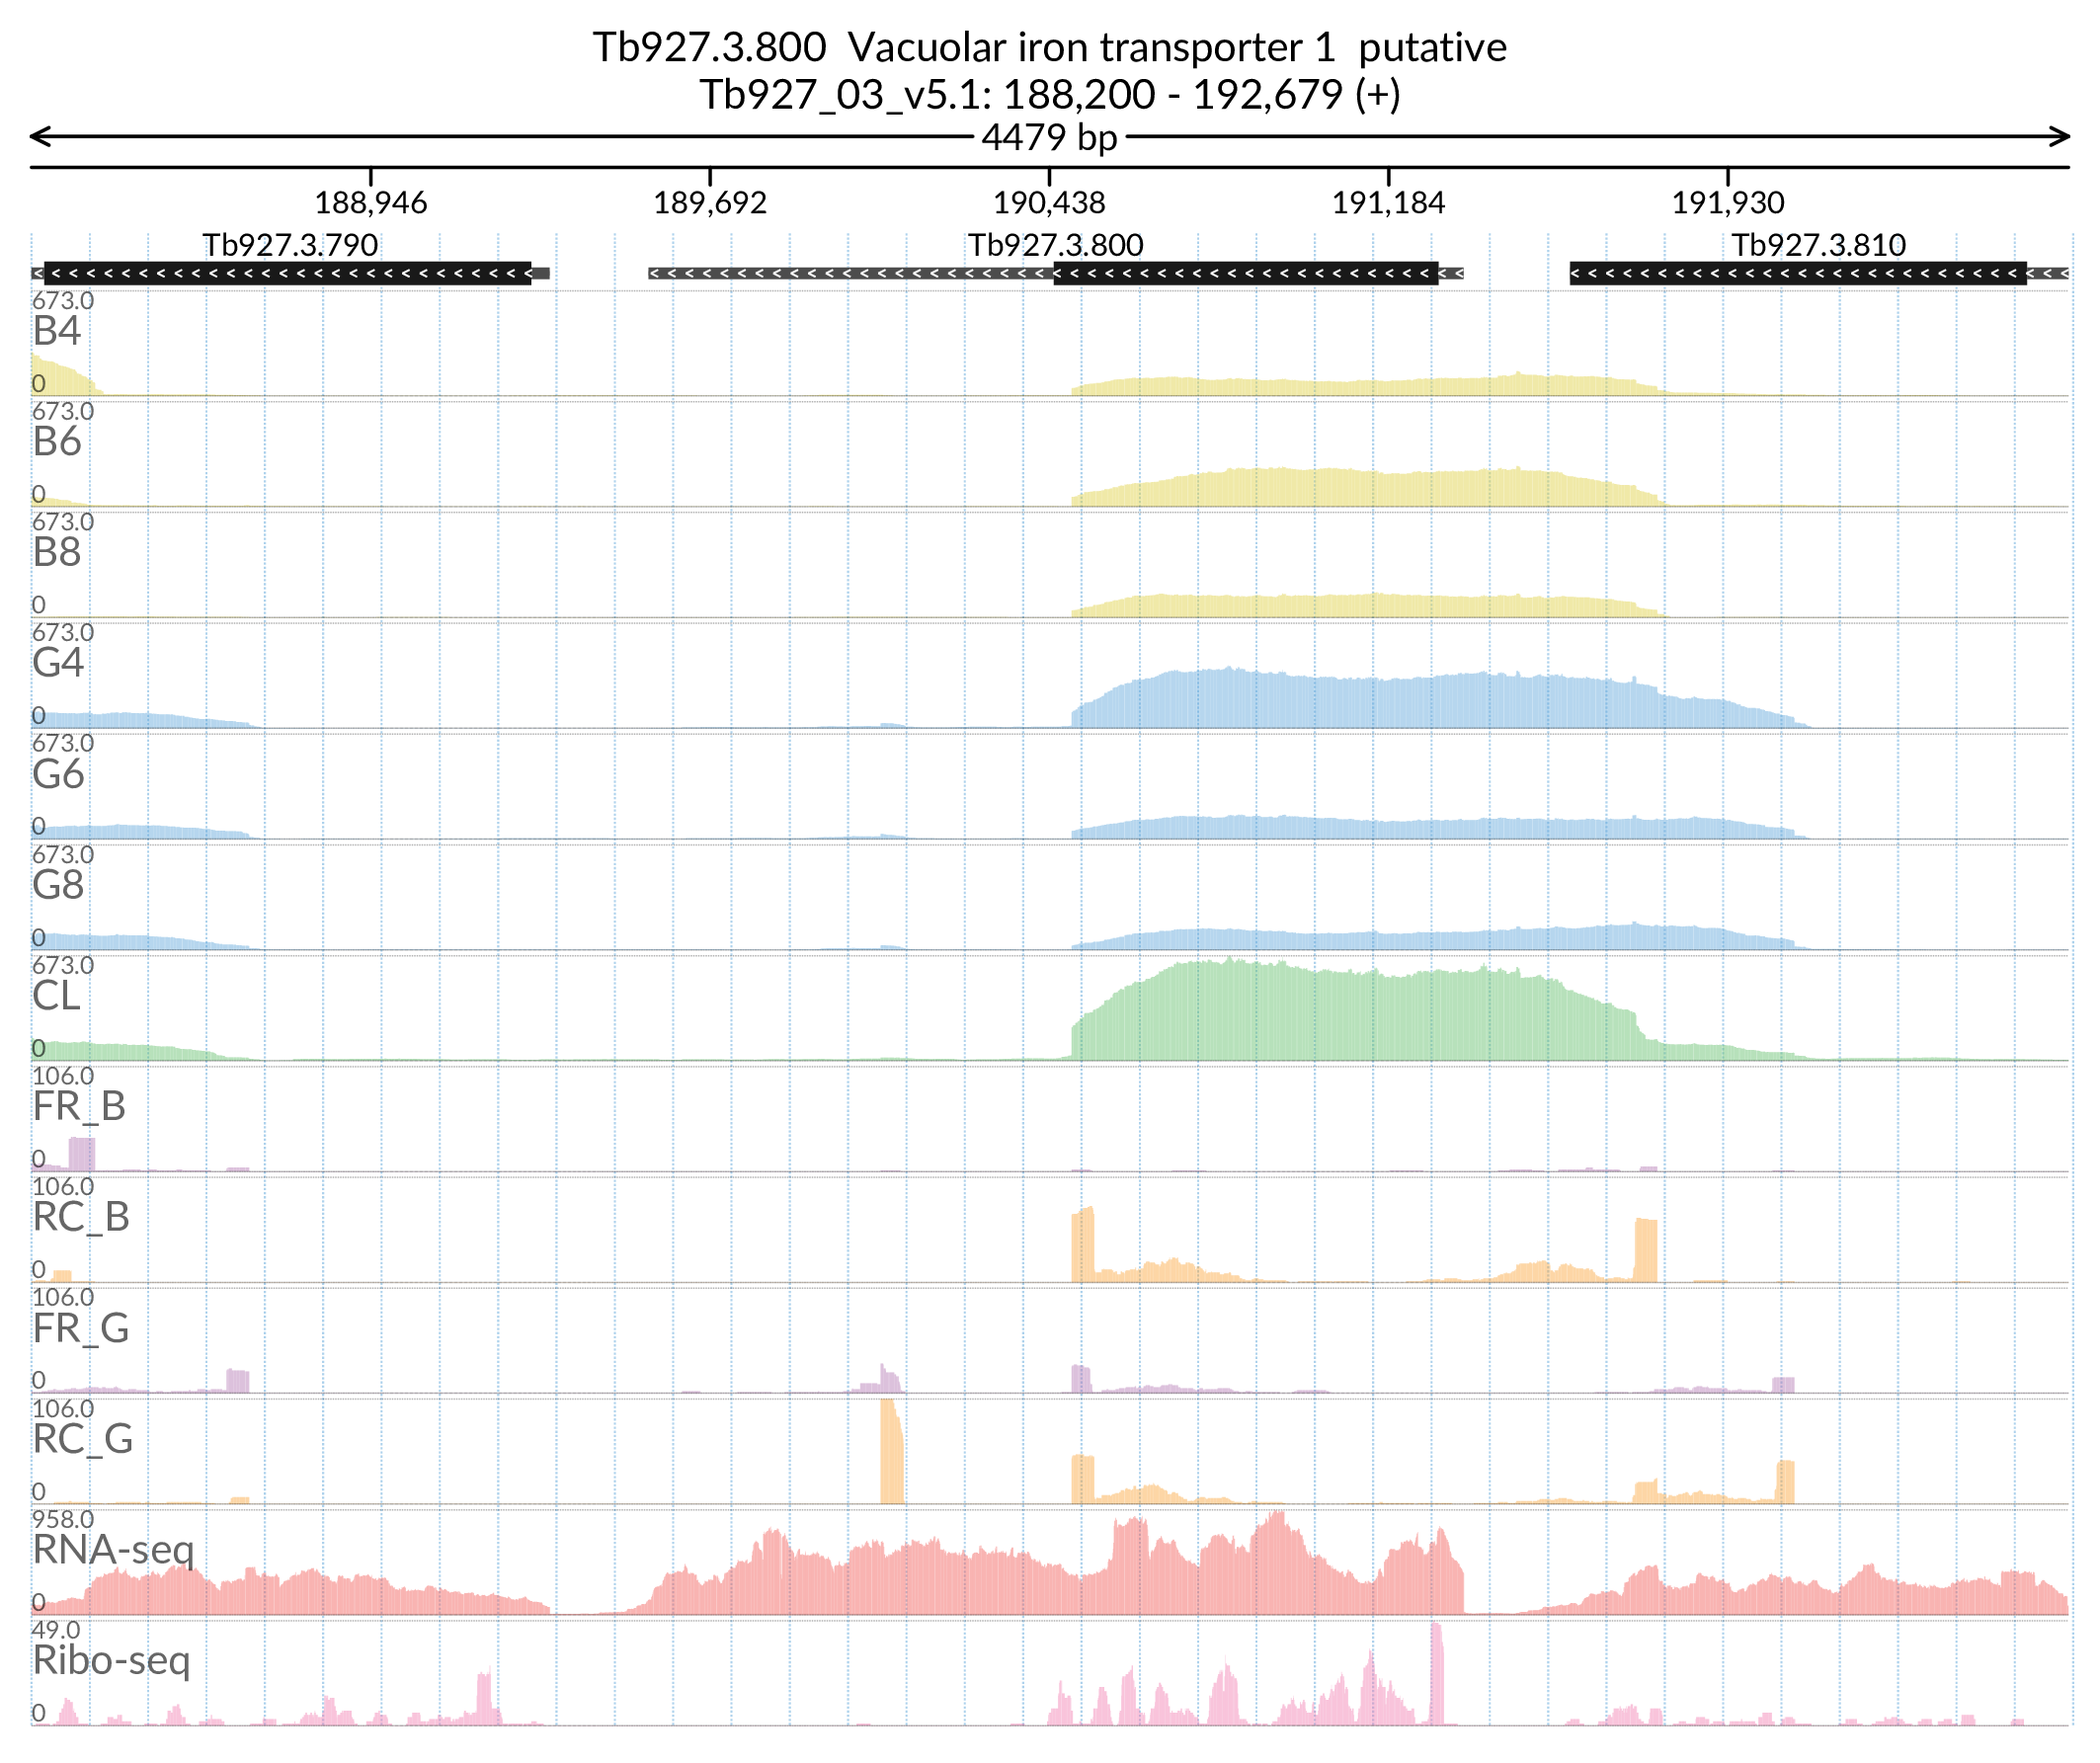 Tb927.3.800 Vacuolar iron transporter 1 putative
Tb927_03_v5.1: 188,200 - 192,679 (+)
4479 bp
188,946 189,692 190,438 191,184 191,930
Tb927.3.790 Tb927.3.800 Tb927.3.810
673.0
B4
0
673.0
B6
0
673.0
B8
0
673.0
G4
0
673.0
G6
0
673.0
G8
0
673.0
CL
0
106.0
FR_B
0
106.0
RC_B
0
106.0
FR_G
0
106.0
RC_G
0
958.0
RNA-seq
0
49.0
Ribo-seq
0